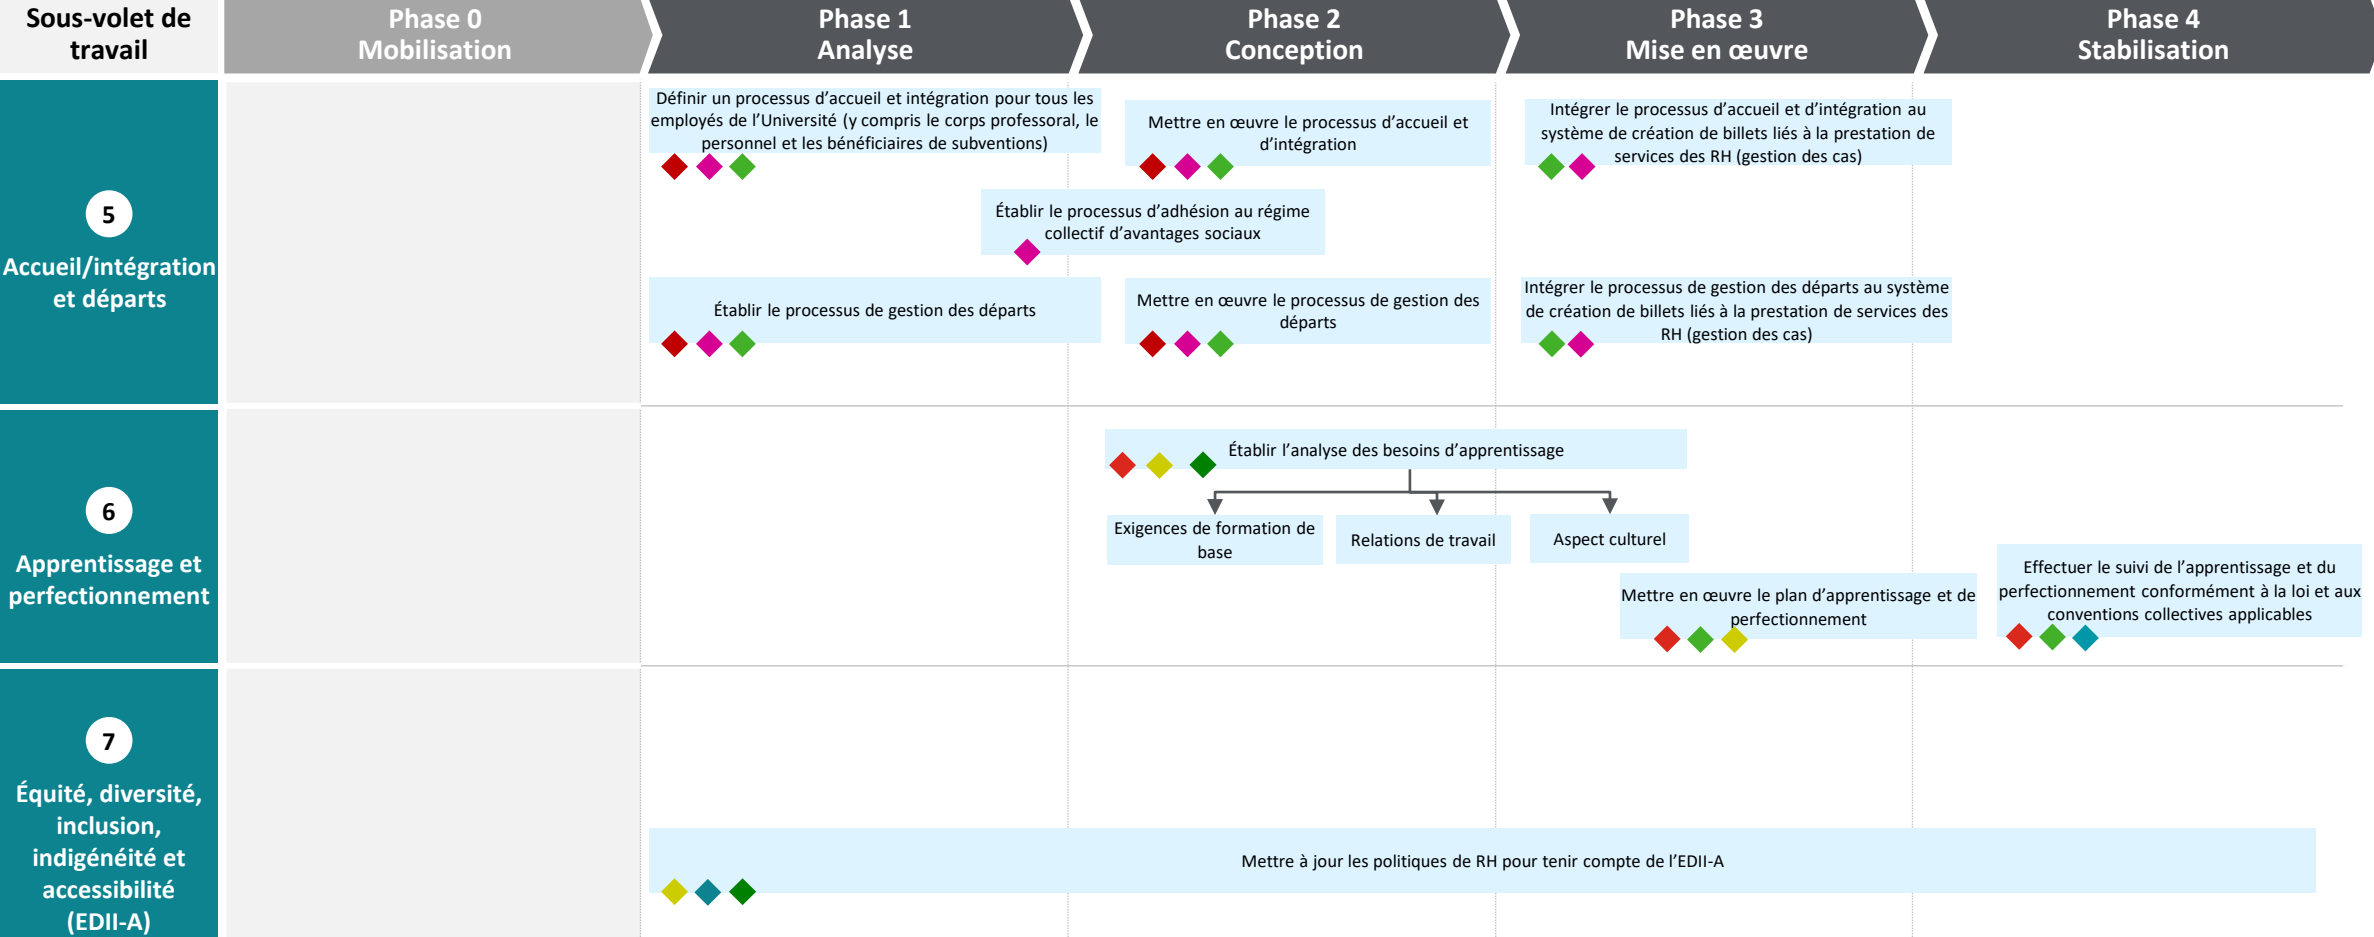 Sous-volet de
travail
Phase 0
Mobilisation
Phase 1
Analyse
Phase 2
Conception
Phase 3
Mise en œuvre
Phase 4
Stabilisation
5
Accueil/intégration
et départs
Définir un processus d’accueil et intégration pour tous les
employés de l’Université (y compris le corps professoral, le
personnel et les bénéficiaires de subventions)
Mettre en œuvre le processus d’accueil et
d’intégration
Intégrer le processus d’accueil et d’intégration au
système de création de billets liés à la prestation de
services des RH (gestion des cas)
Établir le processus d’adhésion au régime
collectif d’avantages sociaux
Établir le processus de gestion des départs
Mettre en œuvre le processus de gestion des
départs
Intégrer le processus de gestion des départs au système
de création de billets liés à la prestation de services des
RH (gestion des cas)
6
Apprentissage et
perfectionnement
Établir l’analyse des besoins d’apprentissage
Exigences de formation de
base
Relations de travail
Aspect culturel
Mettre en œuvre le plan d’apprentissage et de
perfectionnement
Effectuer le suivi de l’apprentissage et du
perfectionnement conformément à la loi et aux
conventions collectives applicables
7
Équité, diversité,
inclusion,
indigénéité et
accessibilité
(EDII-A)
Mettre à jour les politiques de RH pour tenir compte de l’EDII-A